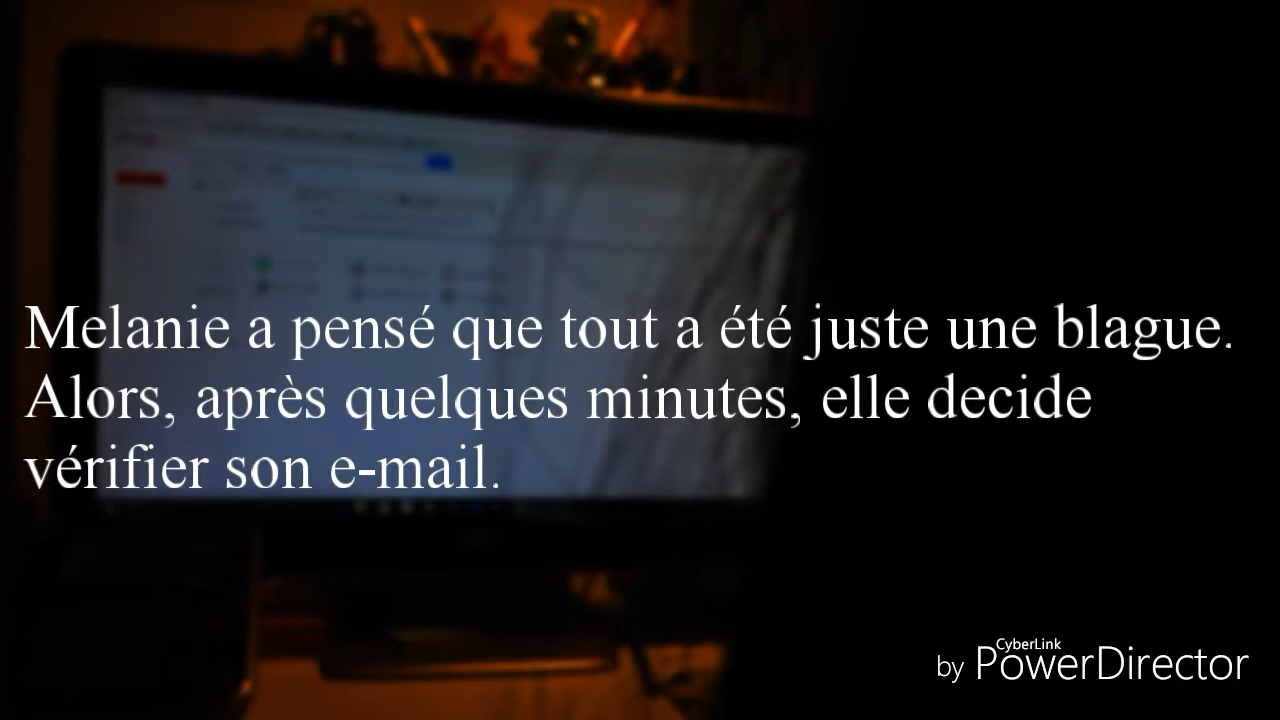 Melanie a pensé que tout a été juste une blague.
Alors, après quelques minutes, elle decide
vérifier son e-mail.
CyberLink
by PowerDirector